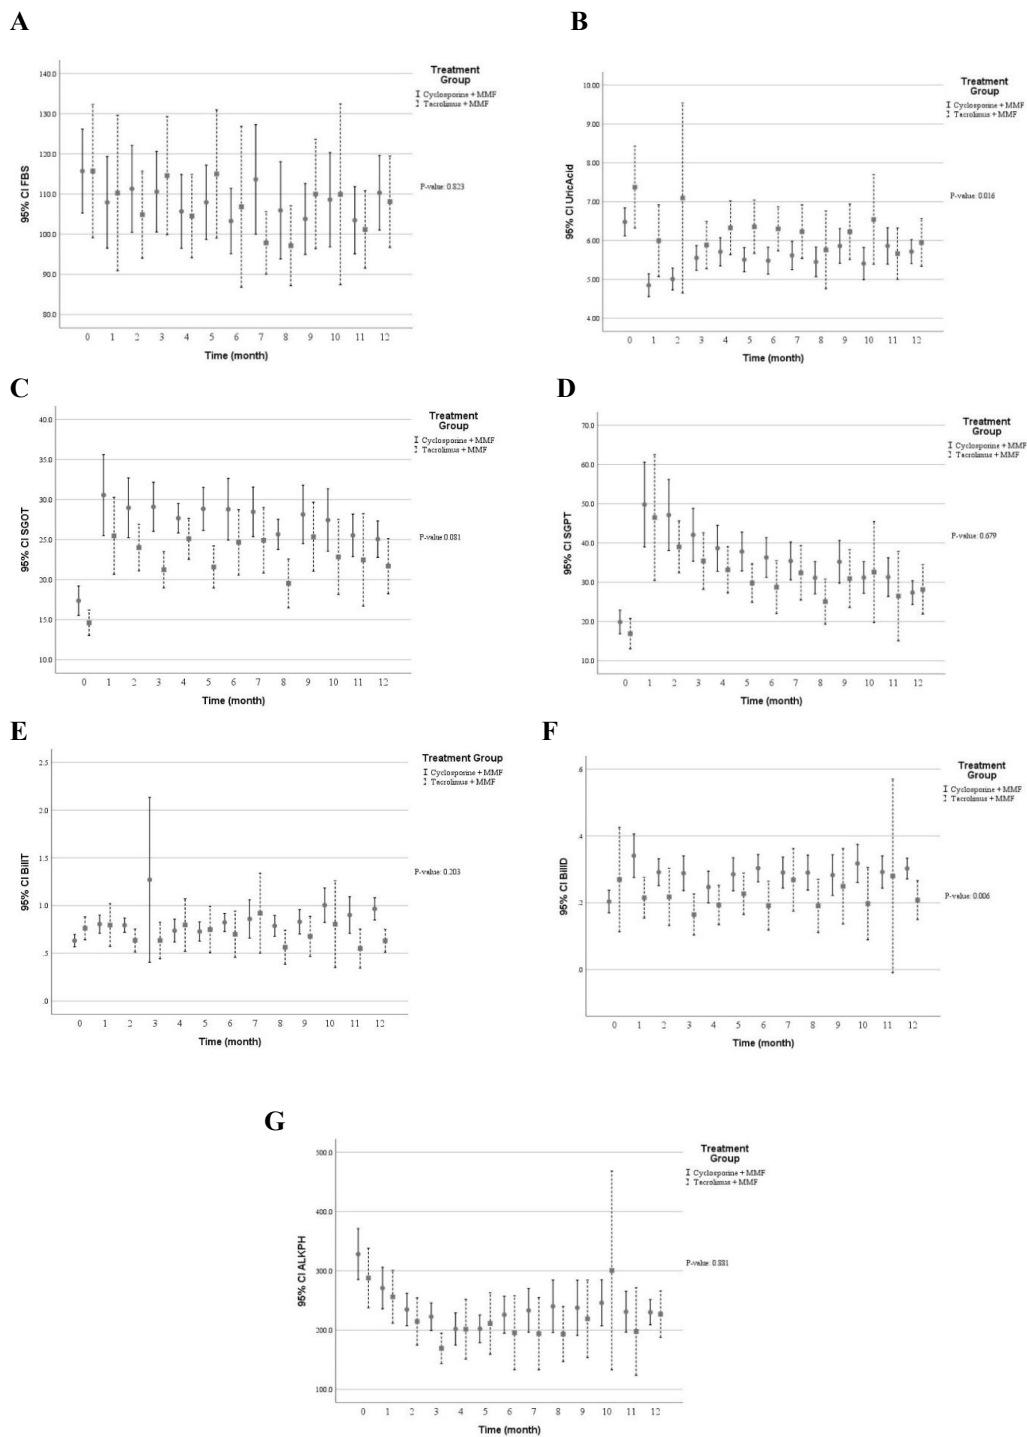 A
Treatment
Group
Cyclosporine + MMF
Tacrolimus + MMF
95% CI FBS
140.0
130.0
120.0
110.0
100.0
90.0
80.0
P-value: 0.823
0 1 2 3 4 5 6 7 8 9 10 11 12
Time (month)
B
Treatment
Group
Cyclosporine + MMF
Tacrolimus + MMF
95% CI UricAcid
10.00
9.00
8.00
7.00
6.00
5.00
4.00
P-value: 0.016
0 1 2 3 4 5 6 7 8 9 10 11 12
Time (month)
C
Treatment
Group
Cyclosporine + MMF
Tacrolimus + MMF
95% CI SGOT
40.0
35.0
30.0
25.0
20.0
15.0
10.0
P-value 0.081
0 1 2 3 4 5 6 7 8 9 10 11 12
Time (month)
D
Treatment
Group
Cyclosporine + MMF
Tacrolimus + MMF
95% CI SGPT
70.0
60.0
50.0
40.0
30.0
20.0
10.0
P-value: 0.679
0 1 2 3 4 5 6 7 8 9 10 11 12
Time (month)
E
Treatment Group
Cyclosporine + MMF
Tacrolimus + MMF
95% CI BiliT
2.5
2.0
1.5
1.0
.5
.0
P-value: 0.203
0 1 2 3 4 5 6 7 8 9 10 11 12
Time (month)
F
Treatment
Group
Cyclosporine + MMF
Tacrolimus + MMF
95% CI BiliD
.6
.4
.2
.0
P-value: 0.006
0 1 2 3 4 5 6 7 8 9 10 11 12
Time (month)
G
Treatment
Group
Cyclosporine + MMF
Tacrolimus + MMF
95% CI ALKPH
500.0
400.0
300.0
200.0
100.0
P-value: 0.881
0 1 2 3 4 5 6 7 8 9 10 11 12
Time (month)